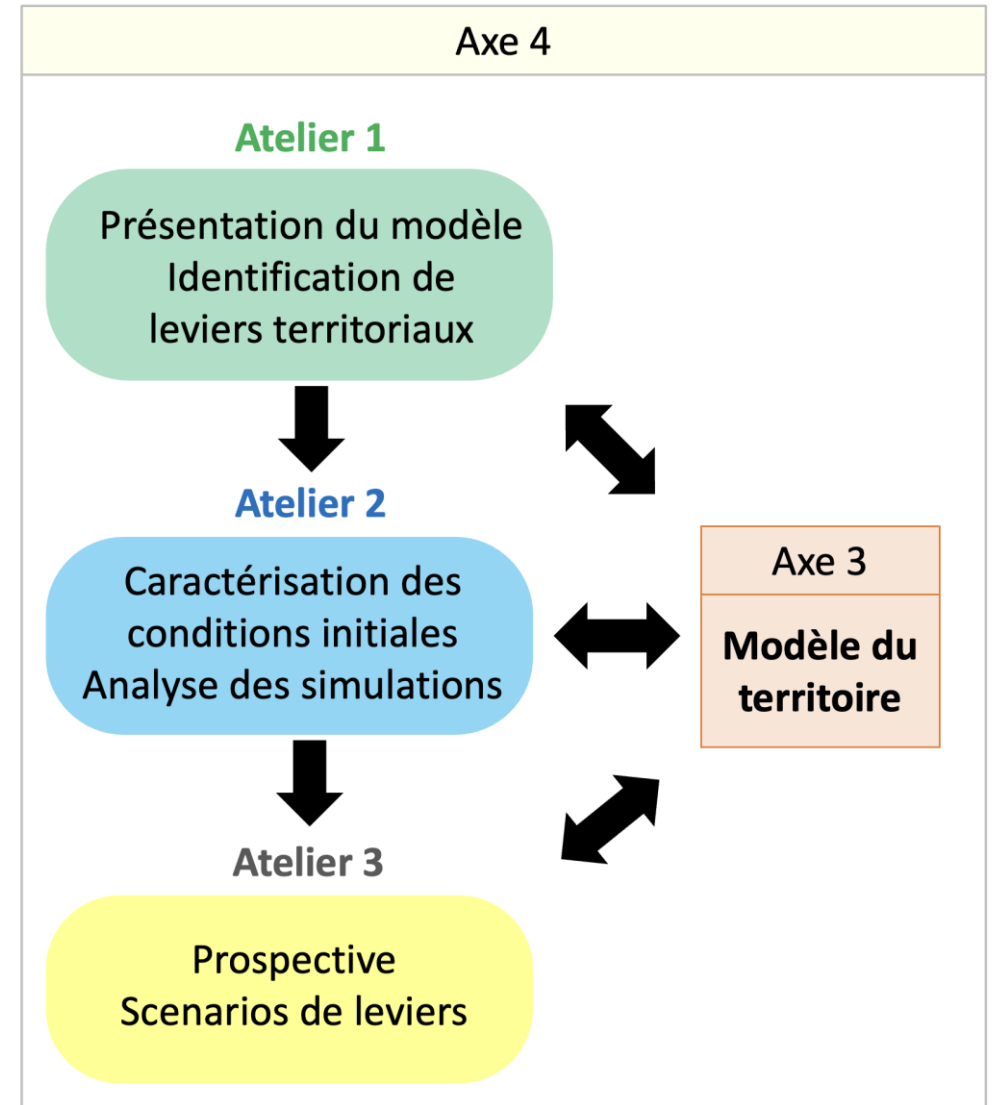 Axe 4
Atelier 1
Présentation du modèle
Identification de
leviers territoriaux
Atelier 2
Caractérisation des
conditions initiales
Analyse des simulations
Axe 3
Modèle du
territoire
Atelier 3
Prospective
Scenarios de leviers